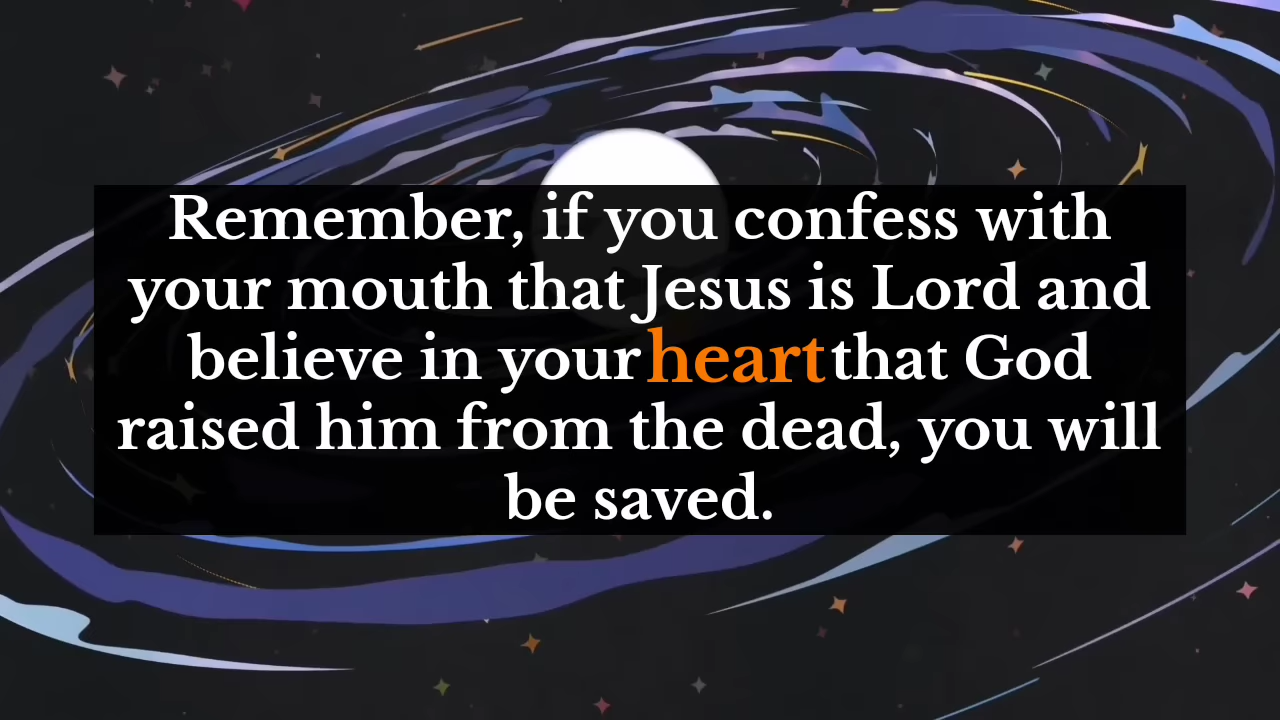 Remember, if you confess with
your mouth that Jesus is Lord and
believe in your heart that God
raised him from the dead, you will
be saved.